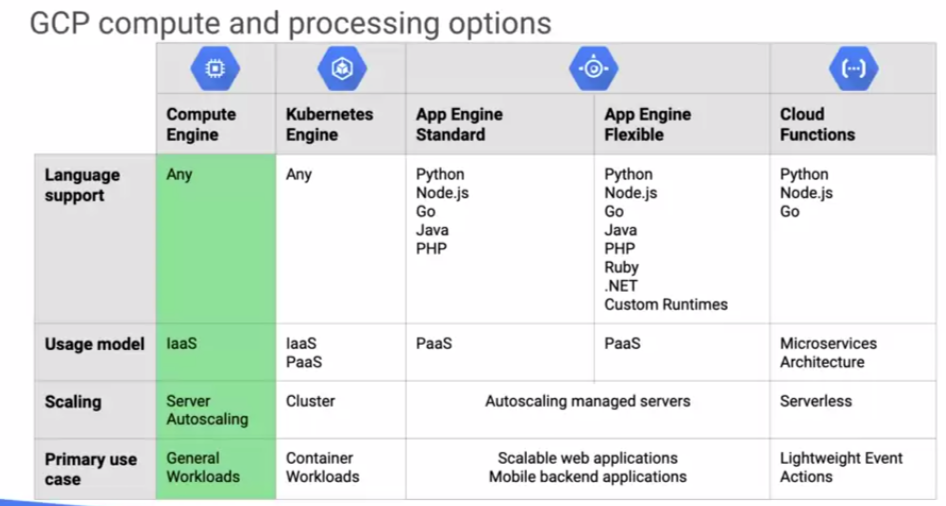 GCP compute and processing options
Compute Engine
Kubernetes Engine
App Engine Standard
App Engine Flexible
Cloud Functions
Language support
Any
Any
Python
Node.js
Go
Java
PHP
Python
Node.js
Go
Java
PHP
Ruby
.NET
Custom Runtimes
Python
Node.js
Go
Usage model
IaaS
IaaS
PaaS
PaaS
PaaS
Microservices
Architecture
Scaling
Server
Autoscaling
Cluster
Autoscaling managed servers
Serverless
Primary use
case
General
Workloads
Container
Workloads
Scalable web applications
Mobile backend applications
Lightweight Event
Actions